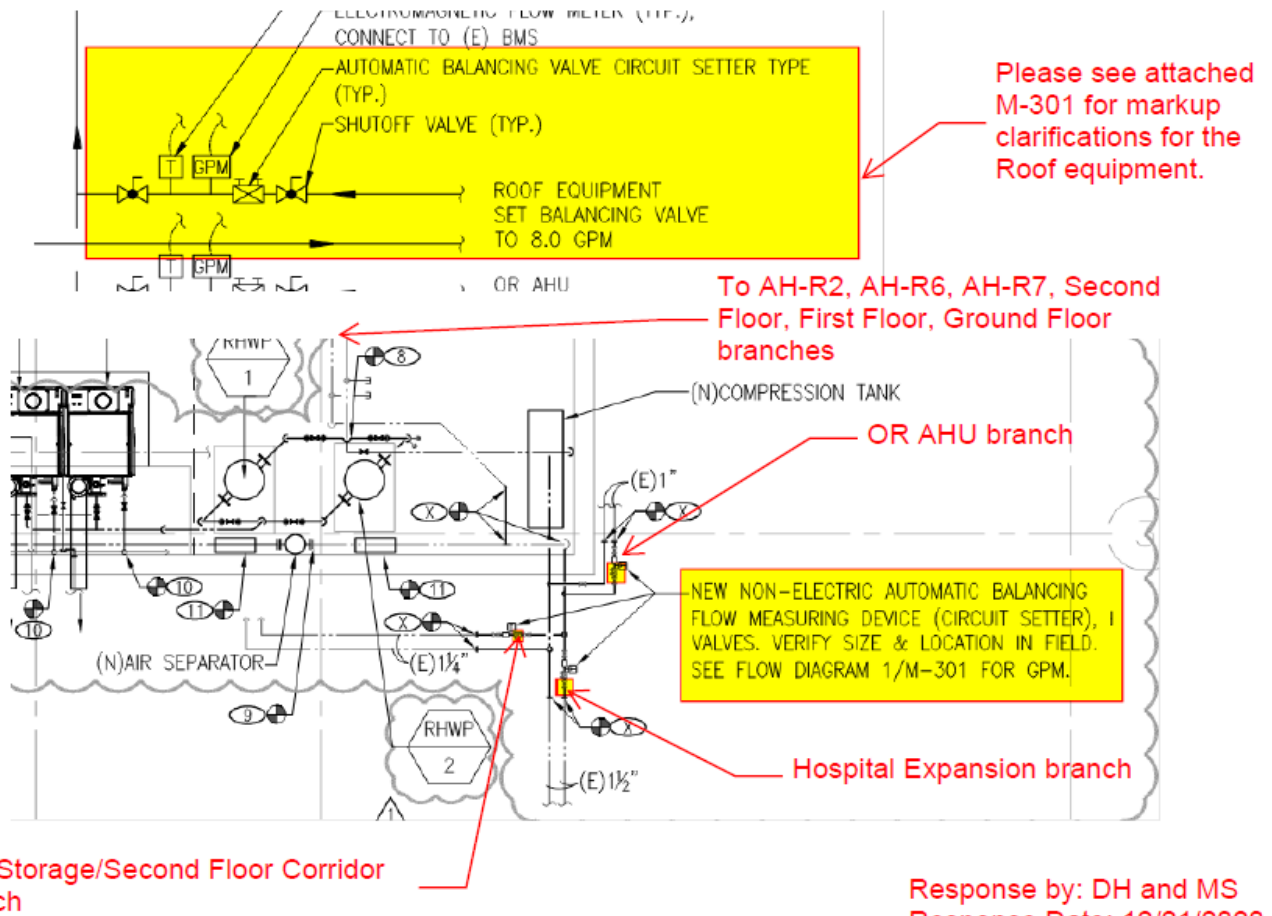 ELECTROMAGNETIC FLOW METER (TYP.),
CONNECT TO (E) BMS
AUTOMATIC BALANCING VALVE CIRCUIT SETTER TYPE
(TYP.)
SHUTOFF VALVE (TYP.)
T GPM
ROOF EQUIPMENT
SET BALANCING VALVE
TO 8.0 GPM
T GPM
OR AHU
Please see attached
M-301 for markup
clarifications for the
Roof equipment.
To AH-R2, AH-R6, AH-R7, Second
Floor, First Floor, Ground Floor
branches
RHWP
1
8
(N)COMPRESSION TANK
OR AHU branch
(E)1"
X
X
10
10
11
11
X
(N)AIR SEPARATOR
(E)1¼"
NEW NON-ELECTRIC AUTOMATIC BALANCING
FLOW MEASURING DEVICE (CIRCUIT SETTER),
VALVES. VERIFY SIZE & LOCATION IN FIELD.
SEE FLOW DIAGRAM 1/M-301 FOR GPM.
9
RHWP
2
X
(E)1½"
1
Hospital Expansion branch
Storage/Second Floor Corridor
Response by: DH and MS